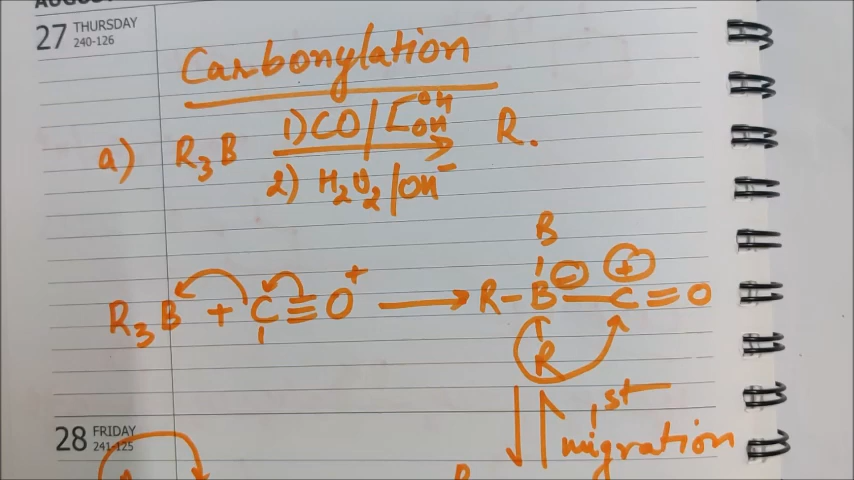 AUGUST
27 THURSDAY
240-126
Carbonylation
a) R₃B 1) CO / [OH OH R.
2) H₂O₂/OH⁻
B
R₃B + C≡O⁺ → R-B⊖-C⊕=O
R
1st
migration
28 FRIDAY
241-125
R